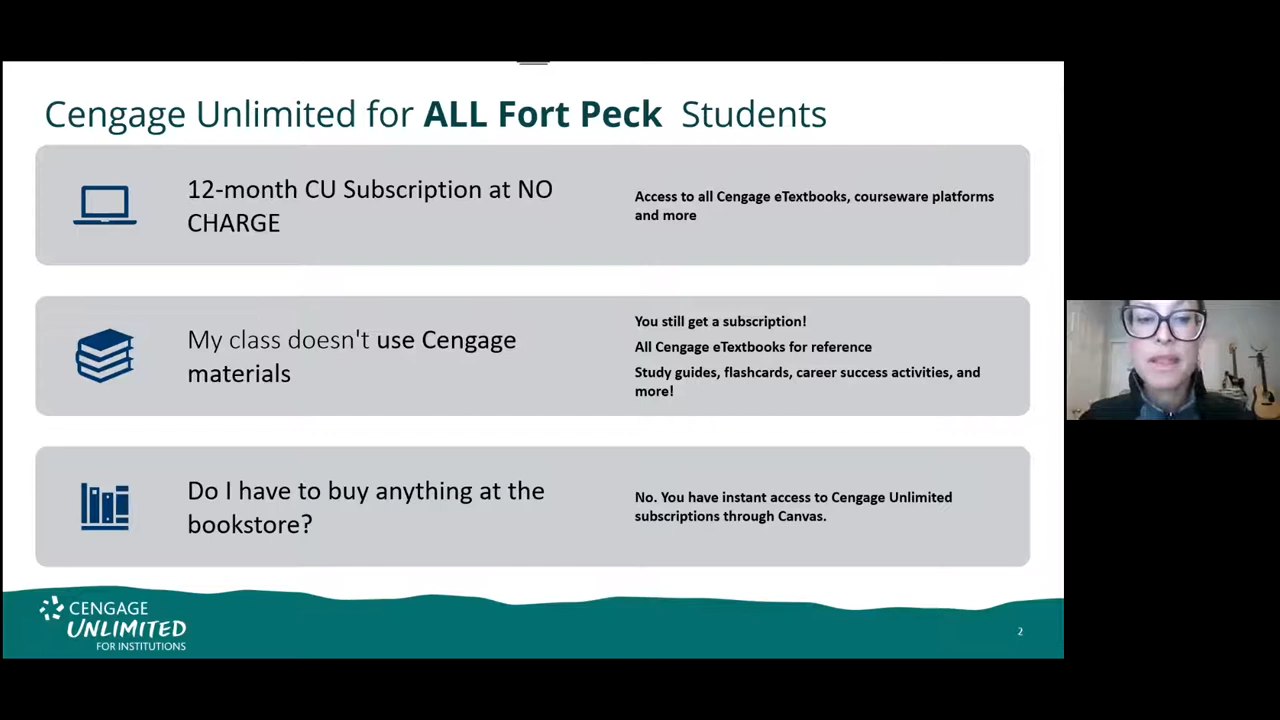 Cengage Unlimited for ALL Fort Peck Students
12-month CU Subscription at NO
CHARGE
Access to all Cengage eTextbooks, courseware platforms
and more
My class doesn't use Cengage
materials
You still get a subscription!
All Cengage eTextbooks for reference
Study guides, flashcards, career success activities, and
more!
Do I have to buy anything at the
bookstore?
No. You have instant access to Cengage Unlimited
subscriptions through Canvas.
CENGAGE
UNLIMITED
FOR INSTITUTIONS
2